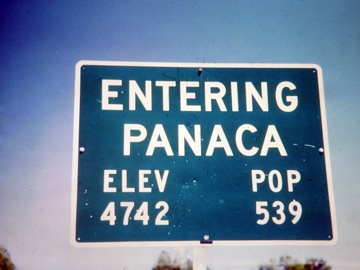 ENTERING
PANACA
ELEV POP
4742 539